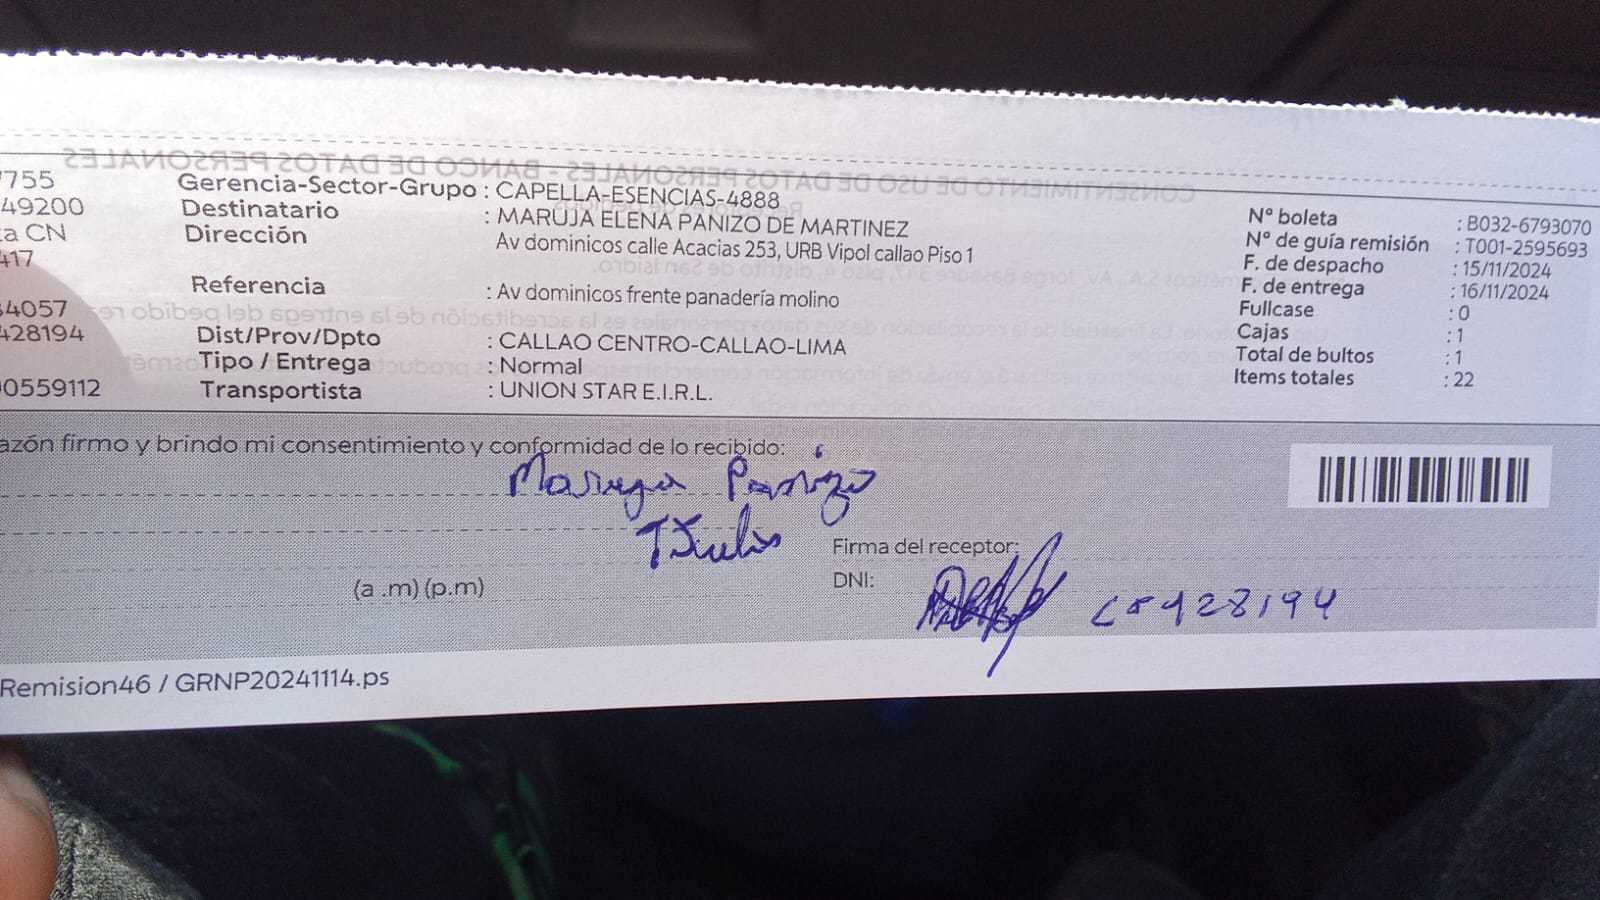 7755
49200
ta CN
417
34057
428194
00559112
Gerencia-Sector-Grupo : CAPELLA-ESENCIAS-4888
Destinatario : MARUJA ELENA PANIZO DE MARTINEZ
Dirección Av dominicos calle Acacias 253, URB Vipol callao Piso 1
Referencia : Av dominicos frente panadería molino
Dist/Prov/Dpto : CALLAO CENTRO-CALLAO-LIMA
Tipo / Entrega : Normal
Transportista : UNION STAR E.I.R.L.
Nº boleta : B032-6793070
Nº de guía remisión : T001-2595693
F. de despacho : 15/11/2024
F. de entrega : 16/11/2024
Fullcase : 0
Cajas : 1
Total de bultos : 1
Items totales : 22
azón firmo y brindo mi consentimiento y conformidad de lo recibido:
Maruja Panizo
Firma del receptor:
(a .m) (p.m)
DNI:
Remision46 / GRNP20241114.ps